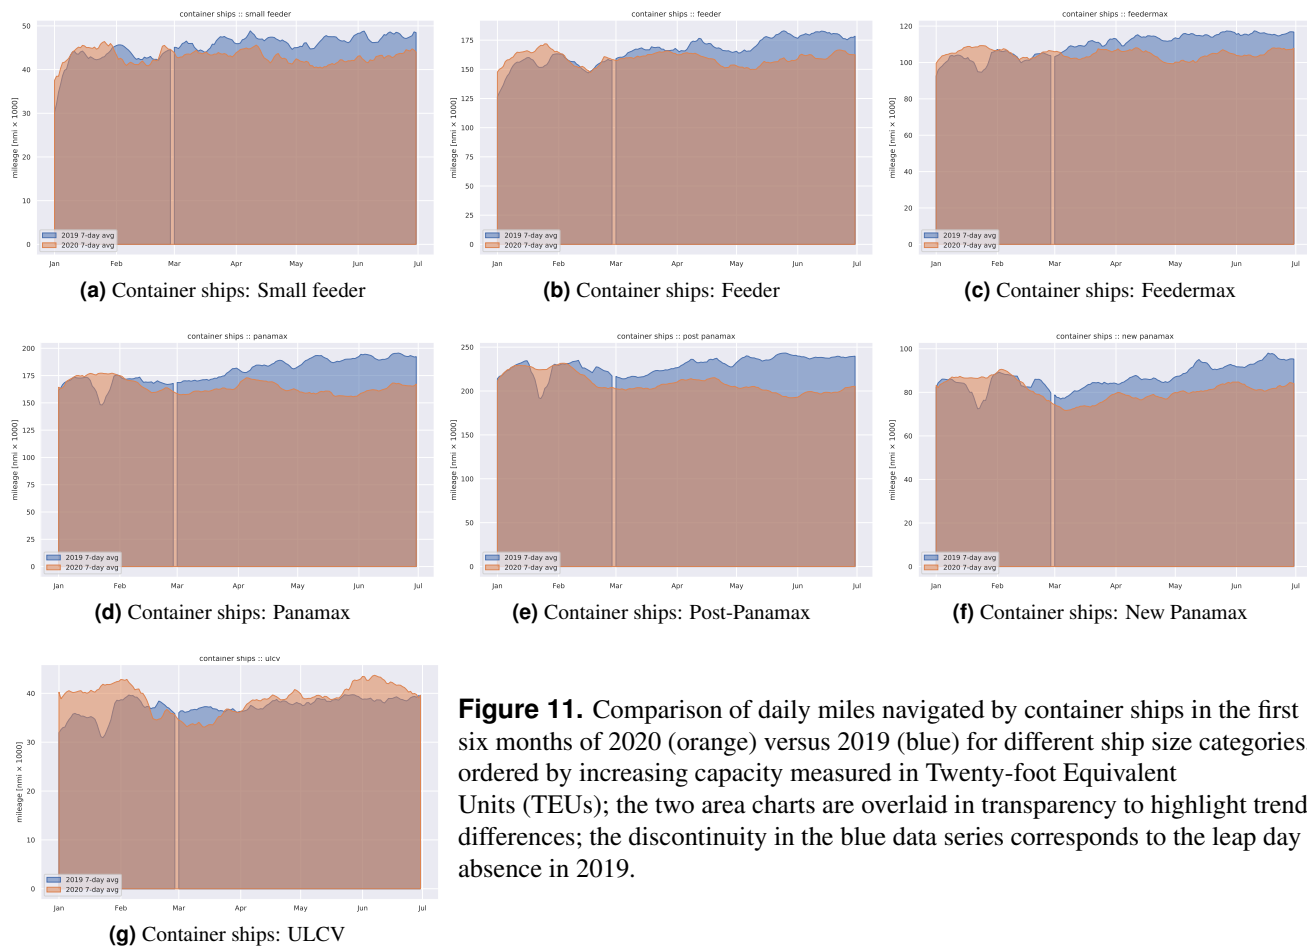 container ships :: small feeder
mileage [nmi × 1000]
50
40
30
20
10
0
2019 7-day avg
2020 7-day avg
Jan Feb Mar Apr May Jun Jul
(a) Container ships: Small feeder
container ships :: feeder
mileage [nmi × 1000]
175
150
125
100
75
50
25
0
2019 7-day avg
2020 7-day avg
Jan Feb Mar Apr May Jun Jul
(b) Container ships: Feeder
container ships :: feedermax
mileage [nmi × 1000]
120
100
80
60
40
20
0
2019 7-day avg
2020 7-day avg
Jan Feb Mar Apr May Jun Jul
(c) Container ships: Feedermax
container ships :: panamax
mileage [nmi × 1000]
200
175
150
125
100
75
50
25
0
2019 7-day avg
2020 7-day avg
Jan Feb Mar Apr May Jun Jul
(d) Container ships: Panamax
container ships :: post panamax
mileage [nmi × 1000]
250
200
150
100
50
0
2019 7-day avg
2020 7-day avg
Jan Feb Mar Apr May Jun Jul
(e) Container ships: Post-Panamax
container ships :: new panamax
mileage [nmi × 1000]
100
80
60
40
20
0
2019 7-day avg
2020 7-day avg
Jan Feb Mar Apr May Jun Jul
(f) Container ships: New Panamax
container ships :: ulcv
mileage [nmi × 1000]
40
30
20
10
0
2019 7-day avg
2020 7-day avg
Jan Feb Mar Apr May Jun Jul
(g) Container ships: ULCV
Figure 11. Comparison of daily miles navigated by container ships in the first
six months of 2020 (orange) versus 2019 (blue) for different ship size categories
ordered by increasing capacity measured in Twenty-foot Equivalent
Units (TEUs); the two area charts are overlaid in transparency to highlight trend
differences; the discontinuity in the blue data series corresponds to the leap day
absence in 2019.